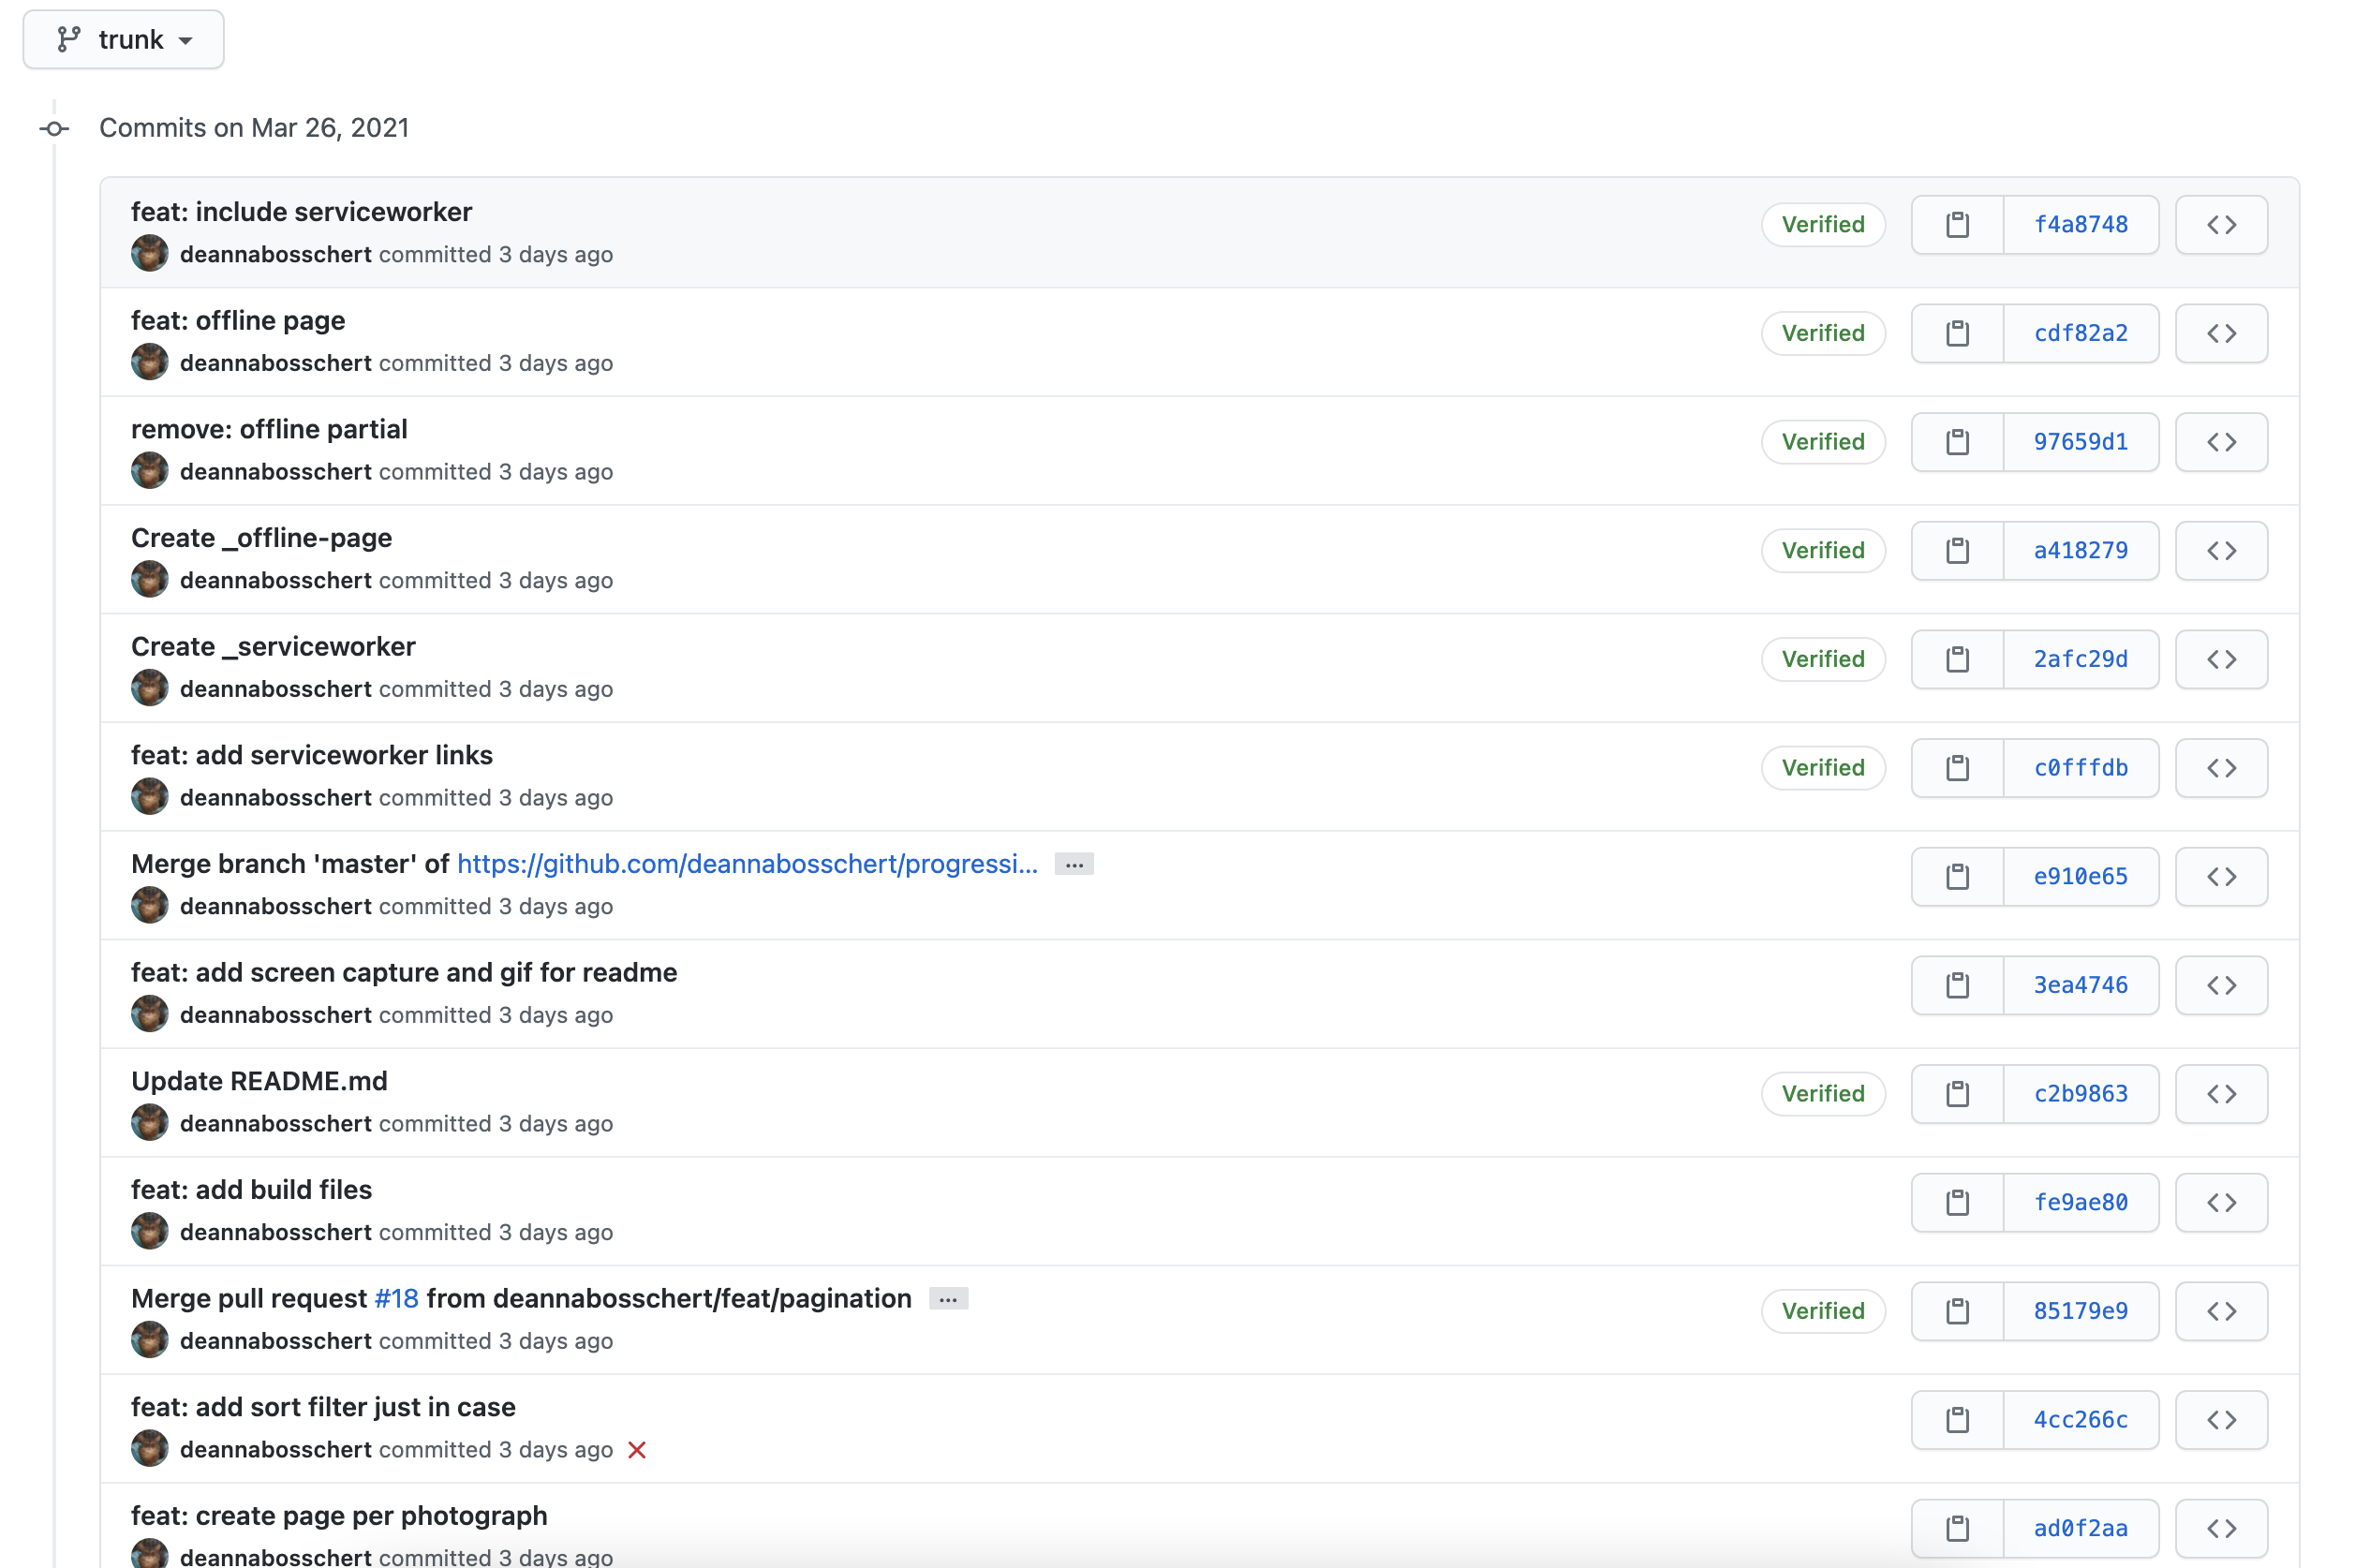 trunk
Commits on Mar 26, 2021
feat: include serviceworker
deannabosschert committed 3 days ago
Verified
f4a8748
feat: offline page
deannabosschert committed 3 days ago
Verified
cdf82a2
remove: offline partial
deannabosschert committed 3 days ago
Verified
97659d1
Create _offline-page
deannabosschert committed 3 days ago
Verified
a418279
Create _serviceworker
deannabosschert committed 3 days ago
Verified
2afc29d
feat: add serviceworker links
deannabosschert committed 3 days ago
Verified
c0fffdb
Merge branch 'master' of https://github.com/deannabosschert/progressi... …
deannabosschert committed 3 days ago
e910e65
feat: add screen capture and gif for readme
deannabosschert committed 3 days ago
3ea4746
Update README.md
deannabosschert committed 3 days ago
Verified
c2b9863
feat: add build files
deannabosschert committed 3 days ago
fe9ae80
Merge pull request #18 from deannabosschert/feat/pagination …
deannabosschert committed 3 days ago
Verified
85179e9
feat: add sort filter just in case
deannabosschert committed 3 days ago
4cc266c
feat: create page per photograph
deannabosschert committed 3 days ago
ad0f2aa